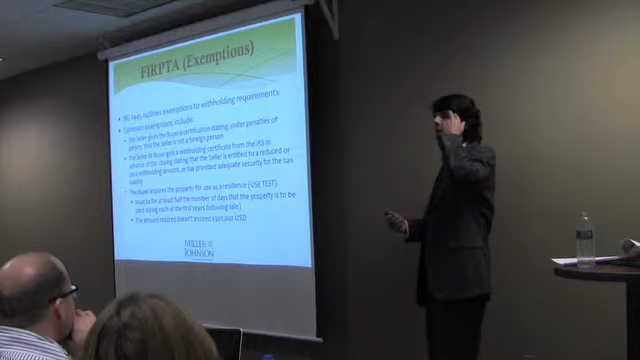 FIRPTA (Exemptions)
• IRC 1445 outlines exemptions to withholding requirements
• Common exemptions include:
The Seller gives the Buyer a certification stating, under penalties of
perjury, that the Seller is not a foreign person
The Seller or Buyer gets a withholding certificate from the IRS in
advance of the closing stating that the Seller is entitled to a reduced or
zero withholding amount, or has provided adequate security for the tax
liability
The Buyer acquires the property for use as a residence (USE TEST)
Must be for at least half the number of days that the property is to be
used during each of the first years following sale)
The amount realized doesn't exceed $300,000 USD
MILLER
JOHNSON